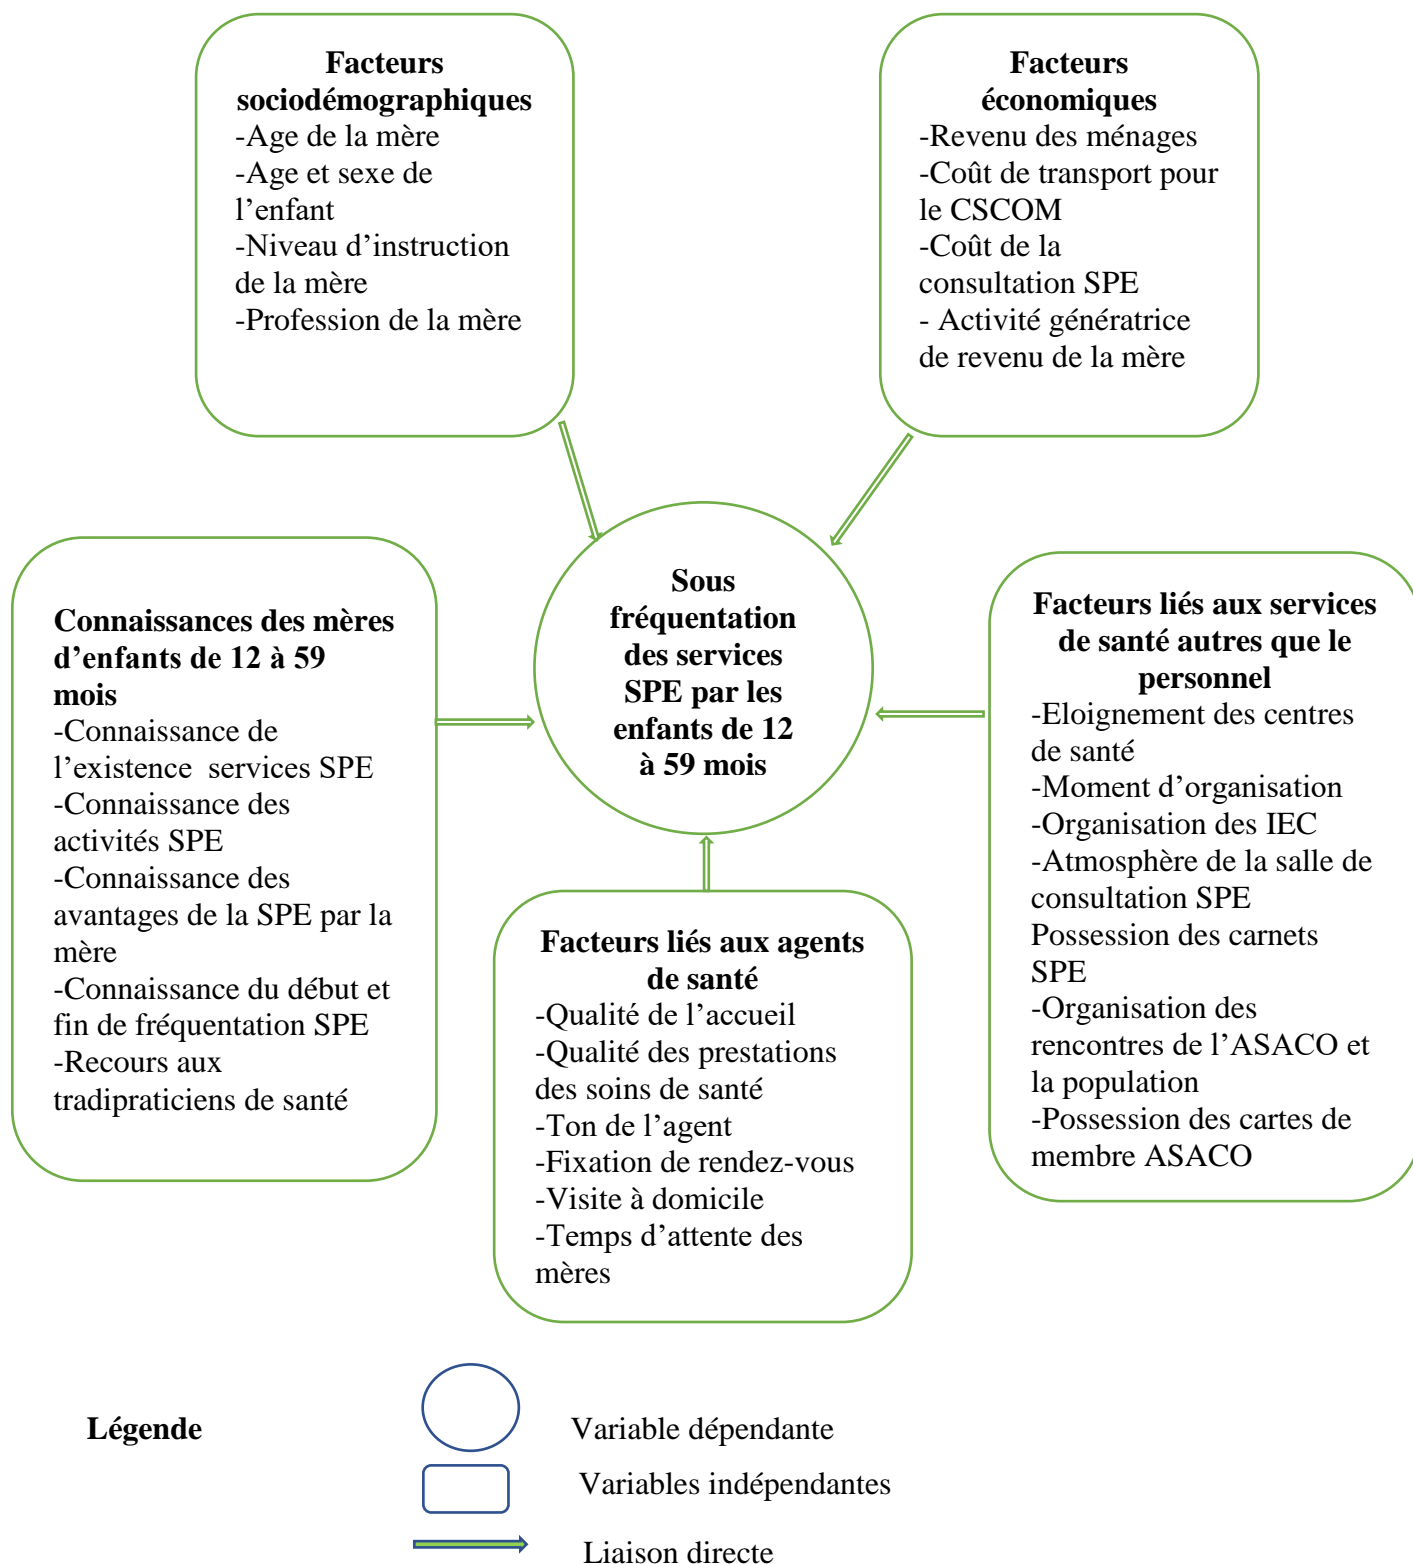 Facteurs
sociodémographiques
-Age de la mère
-Age et sexe de
l’enfant
-Niveau d’instruction
de la mère
-Profession de la mère
Facteurs
économiques
-Revenu des ménages
-Coût de transport pour
le CSCOM
-Coût de la
consultation SPE
- Activité génératrice
de revenu de la mère
Sous
fréquentation
des services
SPE par les
enfants de 12
à 59 mois
Connaissances des mères
d’enfants de 12 à 59
mois
-Connaissance de
l’existence services SPE
-Connaissance des
activités SPE
-Connaissance des
avantages de la SPE par la
mère
-Connaissance du début et
fin de fréquentation SPE
-Recours aux
tradipraticiens de santé
Facteurs liés aux services
de santé autres que le
personnel
-Eloignement des centres
de santé
-Moment d’organisation
-Organisation des IEC
-Atmosphère de la salle de
consultation SPE
Possession des carnets
SPE
-Organisation des
rencontres de l’ASACO et
la population
-Possession des cartes de
membre ASACO
Facteurs liés aux agents
de santé
-Qualité de l’accueil
-Qualité des prestations
des soins de santé
-Ton de l’agent
-Fixation de rendez-vous
-Visite à domicile
-Temps d’attente des
mères
Légende
Variable dépendante
Variables indépendantes
Liaison directe